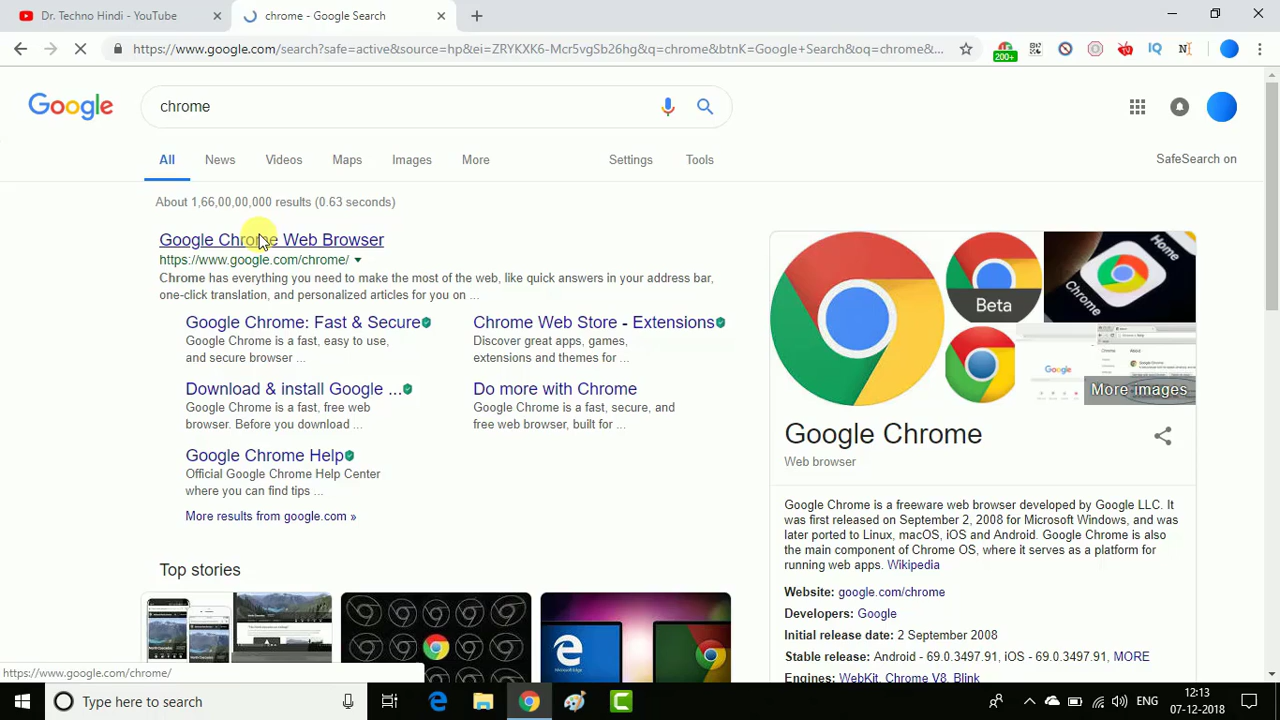 Dr. Techno Hindi - YouTube
chrome - Google Search
https://www.google.com/search?safe=active&source=hp&ei=ZRYKXK6-Mcr5vgSb26hg&q=chrome&btnK=Google+Search&oq=chrome&...
200+
IQ
N
Google
chrome
All
News
Videos
Maps
Images
More
Settings
Tools
SafeSearch on
About 1,66,00,00,000 results (0.63 seconds)
Google Chrome Web Browser
https://www.google.com/chrome/
Chrome has everything you need to make the most of the web, like quick answers in your address bar,
one-click translation, and personalized articles for you on ...
Google Chrome: Fast & Secure
Google Chrome is a fast, easy to use,
and secure browser ...
Chrome Web Store - Extensions
Discover great apps, games,
extensions and themes for ...
Download & install Google ...
Google Chrome is a fast, free web
browser. Before you download ...
Do more with Chrome
Google Chrome is a fast, secure, and
free web browser, built for ...
Google Chrome Help
Official Google Chrome Help Center
where you can find tips ...
More results from google.com »
Top stories
Beta
Home
Chrome
Google
More images
Google Chrome
Web browser
Google Chrome is a freeware web browser developed by Google LLC. It
was first released on September 2, 2008 for Microsoft Windows, and was
later ported to Linux, macOS, iOS and Android. Google Chrome is also
the main component of Chrome OS, where it serves as a platform for
running web apps. Wikipedia
Website: google.com/chrome
Developers: Google
Initial release date: 2 September 2008
Stable release: Android - 69.0.3497.91, iOS - 69.0.3497.91, MORE
Engines: WebKit, Chrome V8, Blink
https://www.google.com/chrome/
Type here to search
ENG
12:13
07-12-2018